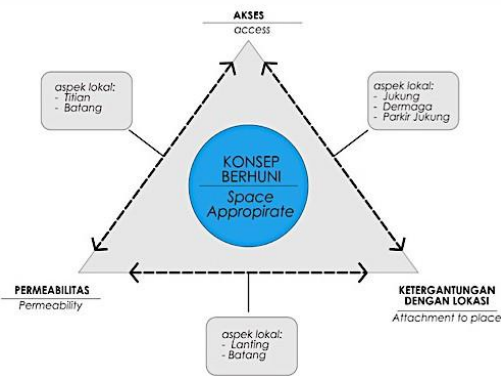 AKSES
access
aspek lokal:
- Titian
- Batang
aspek lokal:
- Jukung
- Dermaga
- Parkir Jukung
KONSEP
BERHUNI
Space
Appropirate
PERMEABILITAS
Permeability
KETERGANTUNGAN
DENGAN LOKASI
Attachment to place
aspek lokal:
- Lanting
- Batang